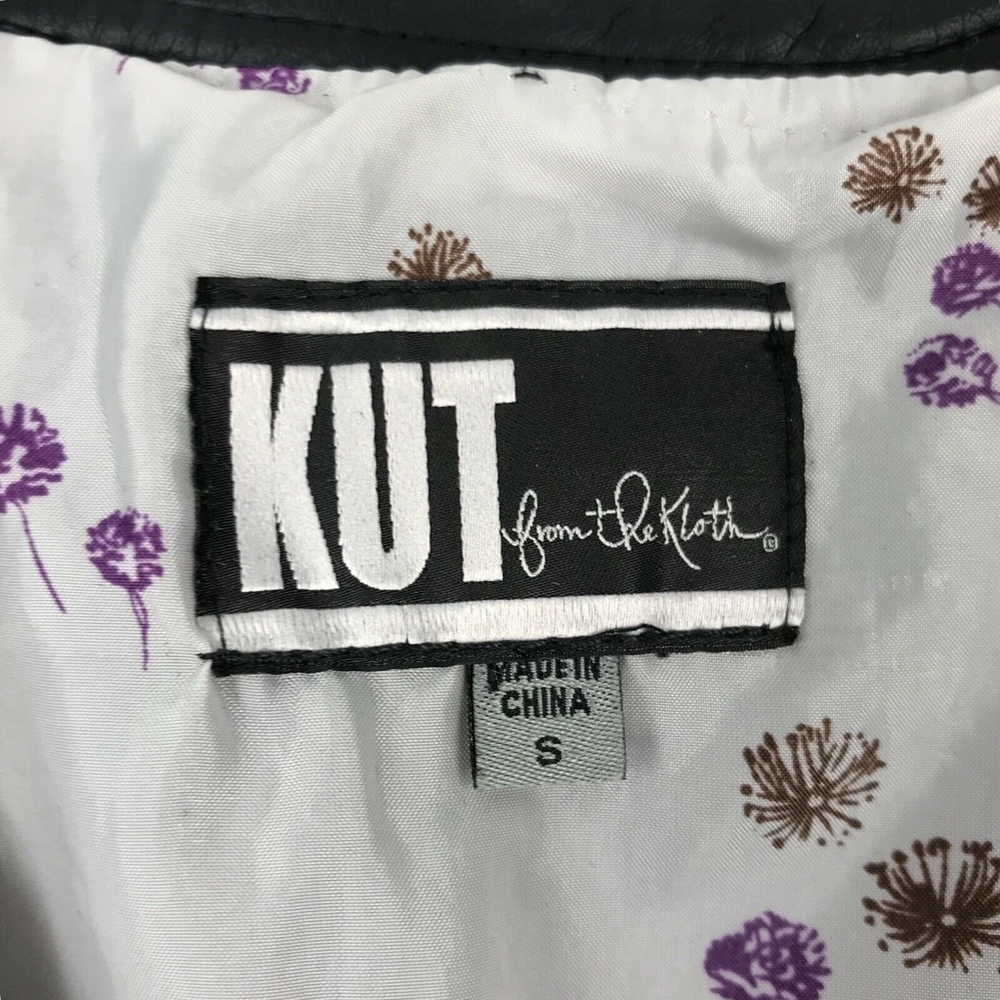 KUT from the Kloth
MADE IN
CHINA
S